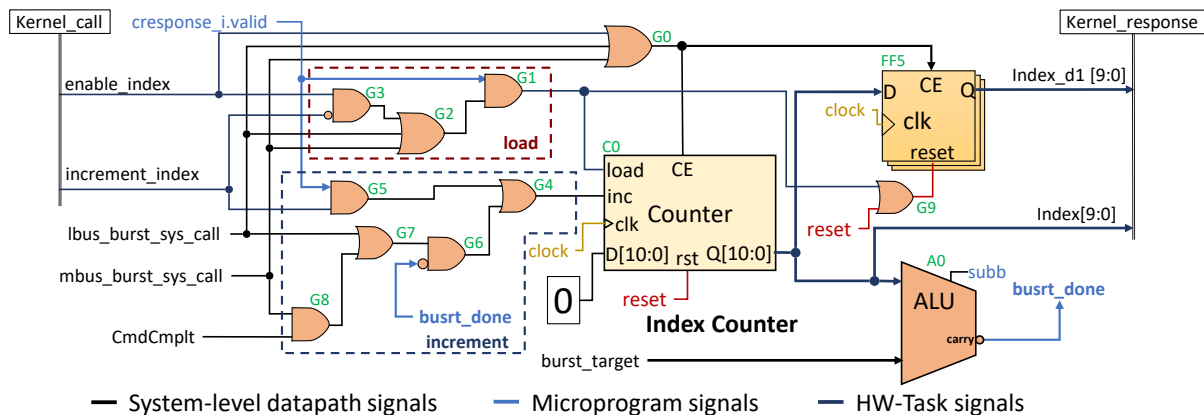 Kernel_call
cresponse_i.valid
Kernel_response
G0
FF5
G1
enable_index
G3
G2
CE
D
Q
Index_d1 [9:0]
clock
clk
load
C0
reset
increment_index
G5
G4
load
CE
inc
Counter
clk
G9
reset
Index[9:0]
lbus_burst_sys_call
G7
G6
clock
D[10:0]
rst
Q[10:0]
A0
subb
mbus_burst_sys_call
G8
busrt_done
increment
0
reset
Index Counter
ALU
busrt_done
carry
CmdCmplt
burst_target
System-level datapath signals
Microprogram signals
HW-Task signals